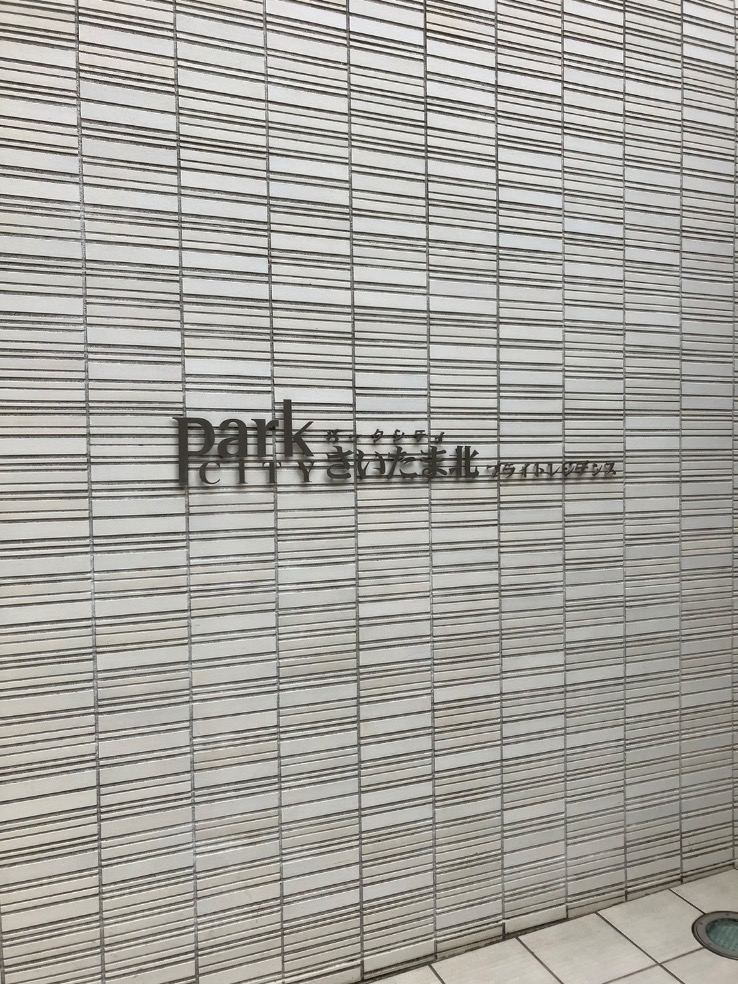 park
CITY
パークシティ
さいたま北 ブライトレジデンス